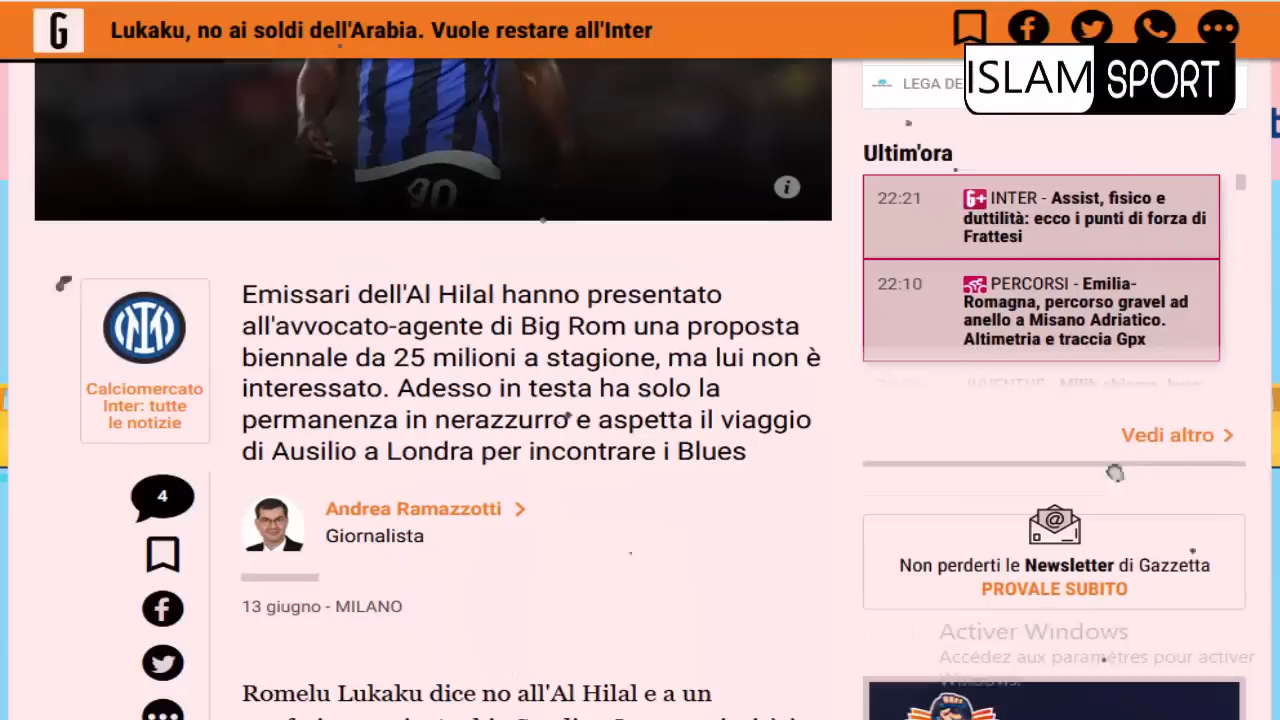 G
Lukaku, no ai soldi dell'Arabia. Vuole restare all'Inter
ISLAM SPORT
LEGA DE
90
i
Ultim'ora
22:21
G+ INTER - Assist, fisico e
duttilità: ecco i punti di forza di
Frattesi
22:10
PERCORSI - Emilia-
Romagna, percorso gravel ad
anello a Misano Adriatico.
Altimetria e traccia Gpx
Vedi altro
Calciomercato
Inter: tutte
le notizie
Emissari dell'Al Hilal hanno presentato
all'avvocato-agente di Big Rom una proposta
biennale da 25 milioni a stagione, ma lui non è
interessato. Adesso in testa ha solo la
permanenza in nerazzurro e aspetta il viaggio
di Ausilio a Londra per incontrare i Blues
4
Andrea Ramazzotti
Giornalista
13 giugno - MILANO
Romelu Lukaku dice no all'Al Hilal e a un
Non perderti le Newsletter di Gazzetta
PROVALE SUBITO
Activer Windows
Accédez aux paramètres pour activer
Windows.